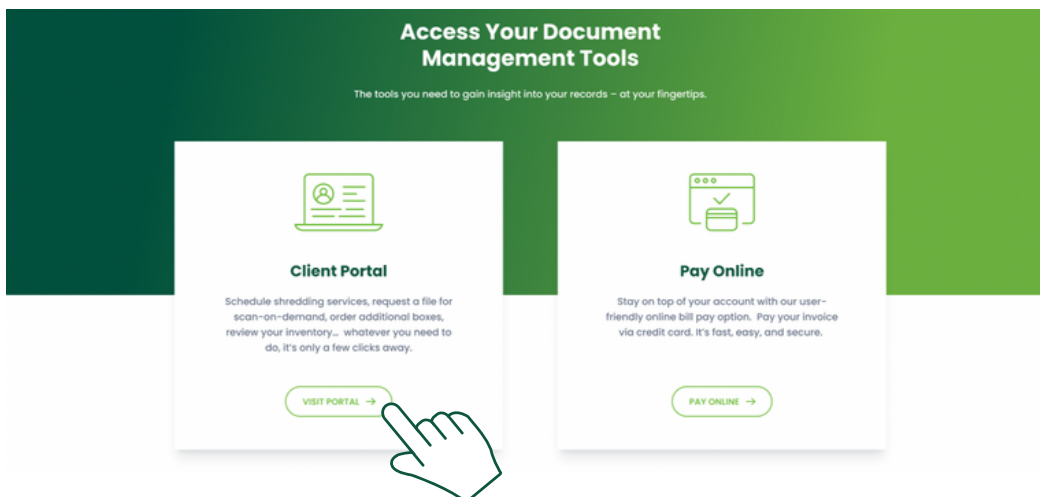 Access Your Document
Management Tools
The tools you need to gain insight into your records – at your fingertips.
Client Portal
Schedule shredding services, request a file for
scan-on-demand, order additional boxes,
review your inventory... whatever you need to
do, it's only a few clicks away.
VISIT PORTAL →
Pay Online
Stay on top of your account with our user-
friendly online bill pay option. Pay your invoice
via credit card. It's fast, easy, and secure.
PAY ONLINE →